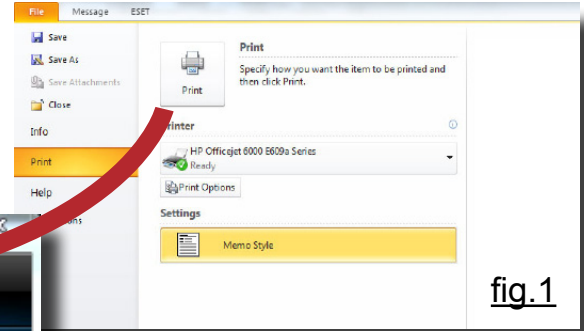 File Message ESET
Save
Save As
Save Attachments
Close
Info
Print
Help
Print
Print
Specify how you want the item to be printed and
then click Print.
Printer
HP Officejet 6000 E609a Series
Ready
Print Options
Settings
Memo Style
fig.1